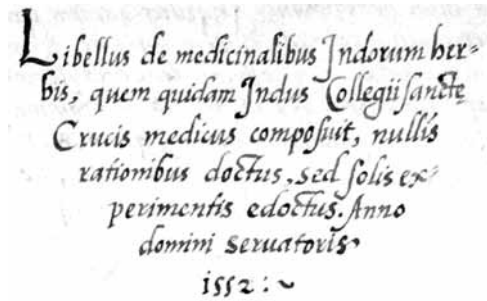 Libellus de medicinalibus Indorum her=
bis, quem quidam Indus Collegii sancte
Crucis medicus composuit, nullis
rationibus doctus, sed solis ex=
perimentis edoctus. Anno
domini servatoris
1552:~